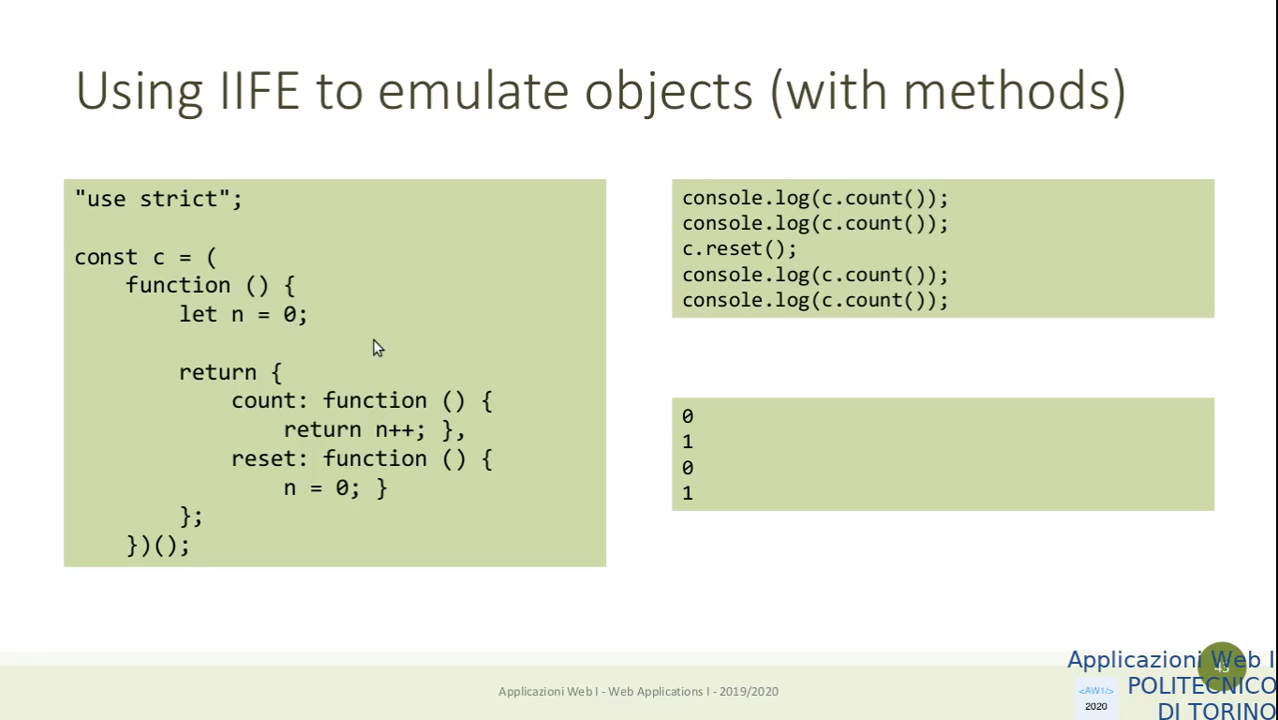 Using IIFE to emulate objects (with methods)
"use strict";
const c = (
    function () {
        let n = 0;
        return {
            count: function () {
                return n++; },
            reset: function () {
                n = 0; }
        };
    })();
console.log(c.count());
console.log(c.count());
c.reset();
console.log(c.count());
console.log(c.count());
0
1
0
1
Applicazioni Web I - Web Applications I - 2019/2020
Applicazioni Web I
POLITECNICO
DI TORINO
<AW1/>
2020